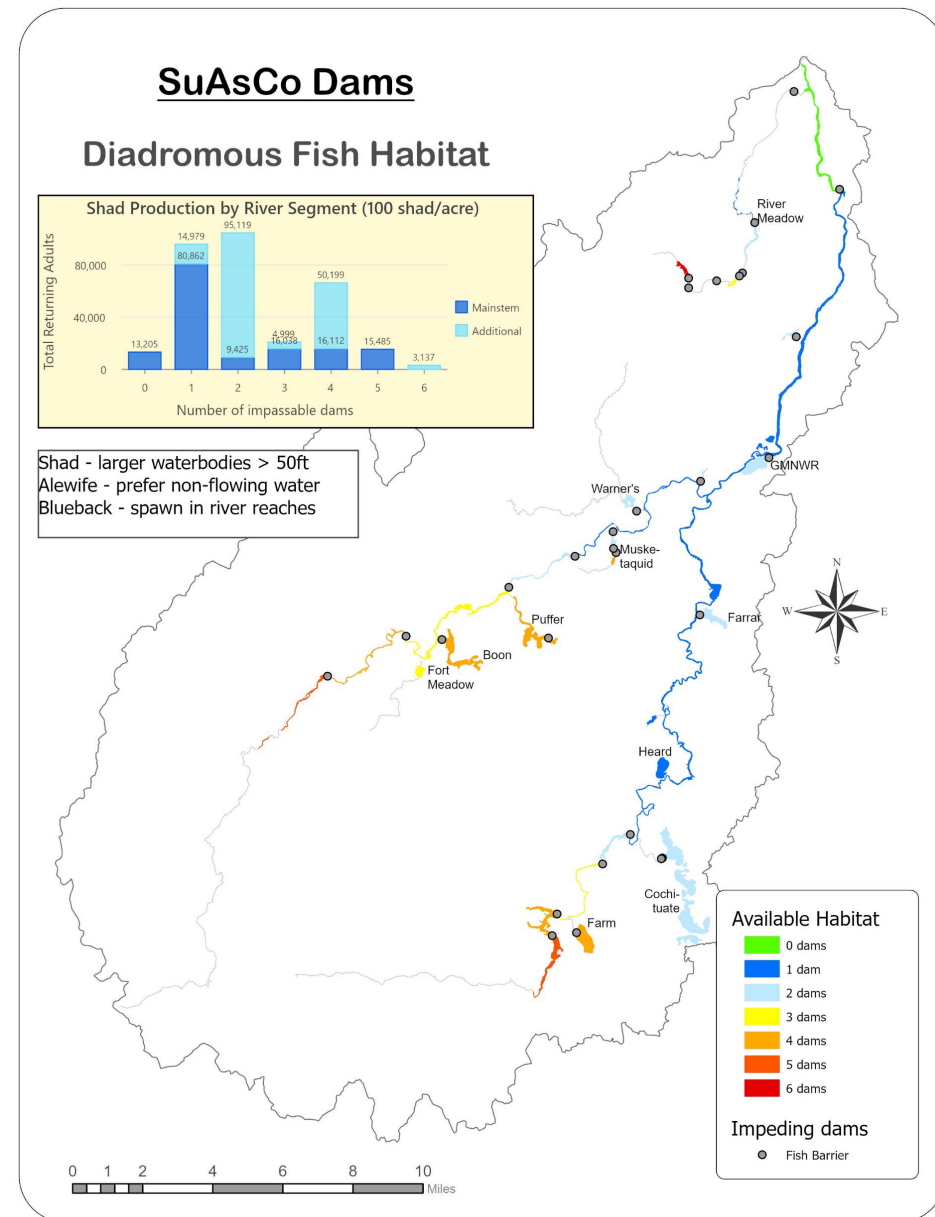 SuAsCo Dams
Diadromous Fish Habitat
Shad Production by River Segment (100 shad/acre)
Total Returning Adults
80,000
40,000
0
13,205
14,979
80,862
95,119
9,425
4,999
16,038
50,199
16,112
15,485
3,137
0 1 2 3 4 5 6
Number of impassable dams
Mainstem
Additional
Shad - larger waterbodies > 50ft
Alewife - prefer non-flowing water
Blueback - spawn in river reaches
River
Meadow
GMNWR
Warner's
Muske-
taquid
Puffer
Boon
Fort
Meadow
Farrar
Heard
Cochi-
tuate
Farm
N
W E
S
Available Habitat
0 dams
1 dam
2 dams
3 dams
4 dams
5 dams
6 dams
Impeding dams
Fish Barrier
0 1 2 4 6 8 10
Miles